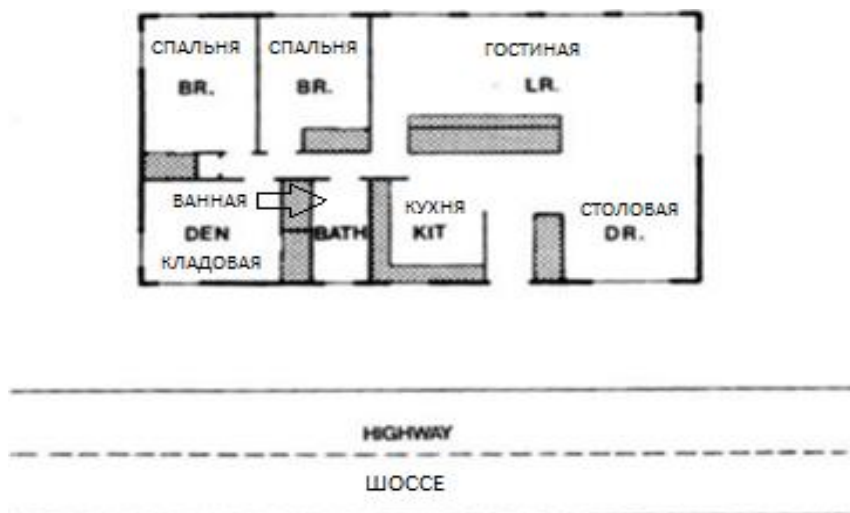 СПАЛЬНЯ СПАЛЬНЯ ГОСТИНАЯ
BR. BR. LR.
ВАННАЯ КУХНЯ СТОЛОВАЯ
DEN BATH KIT DR.
КЛАДОВАЯ
HIGHWAY
ШОССЕ